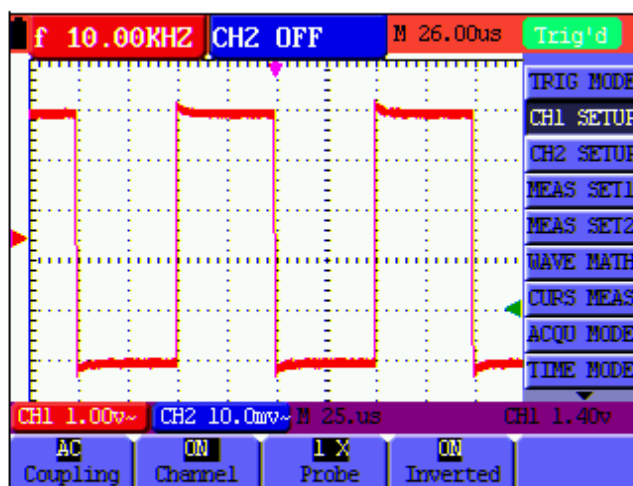 f 10.00KHZ CH2 OFF M 26.00us Trig'd
TRIG MODE
CH1 SETUP
CH2 SETUP
MEAS SET1
MEAS SET2
WAVE MATH
CURS MEAS
ACQU MODE
TIME MODE
CH1 1.00v~ CH2 10.0mv~ M 25.us CH1 1.40v
AC ON 1 X ON
Coupling Channel Probe Inverted